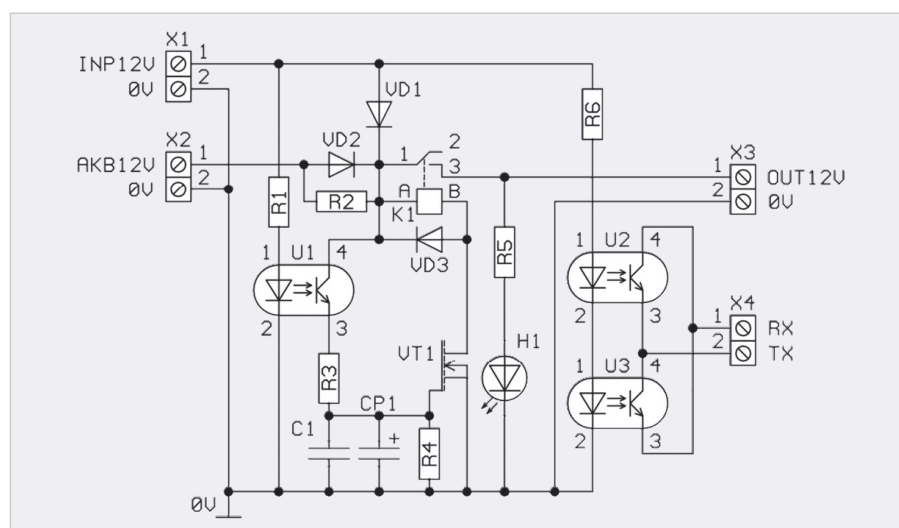 X1
INP12V 1
0V 2
VD1
R6
X2
AKB12V 1
0V 2
VD2
1 2
3
X3
1 OUT12V
2 0V
R1
R2
A B
K1
VD3
R5
1 U1 4
2 3
1 U2 4
2 3
X4
1 RX
2 TX
VT1
H1
R3
1 U3 4
2 3
C1
CP1
+
R4
0V